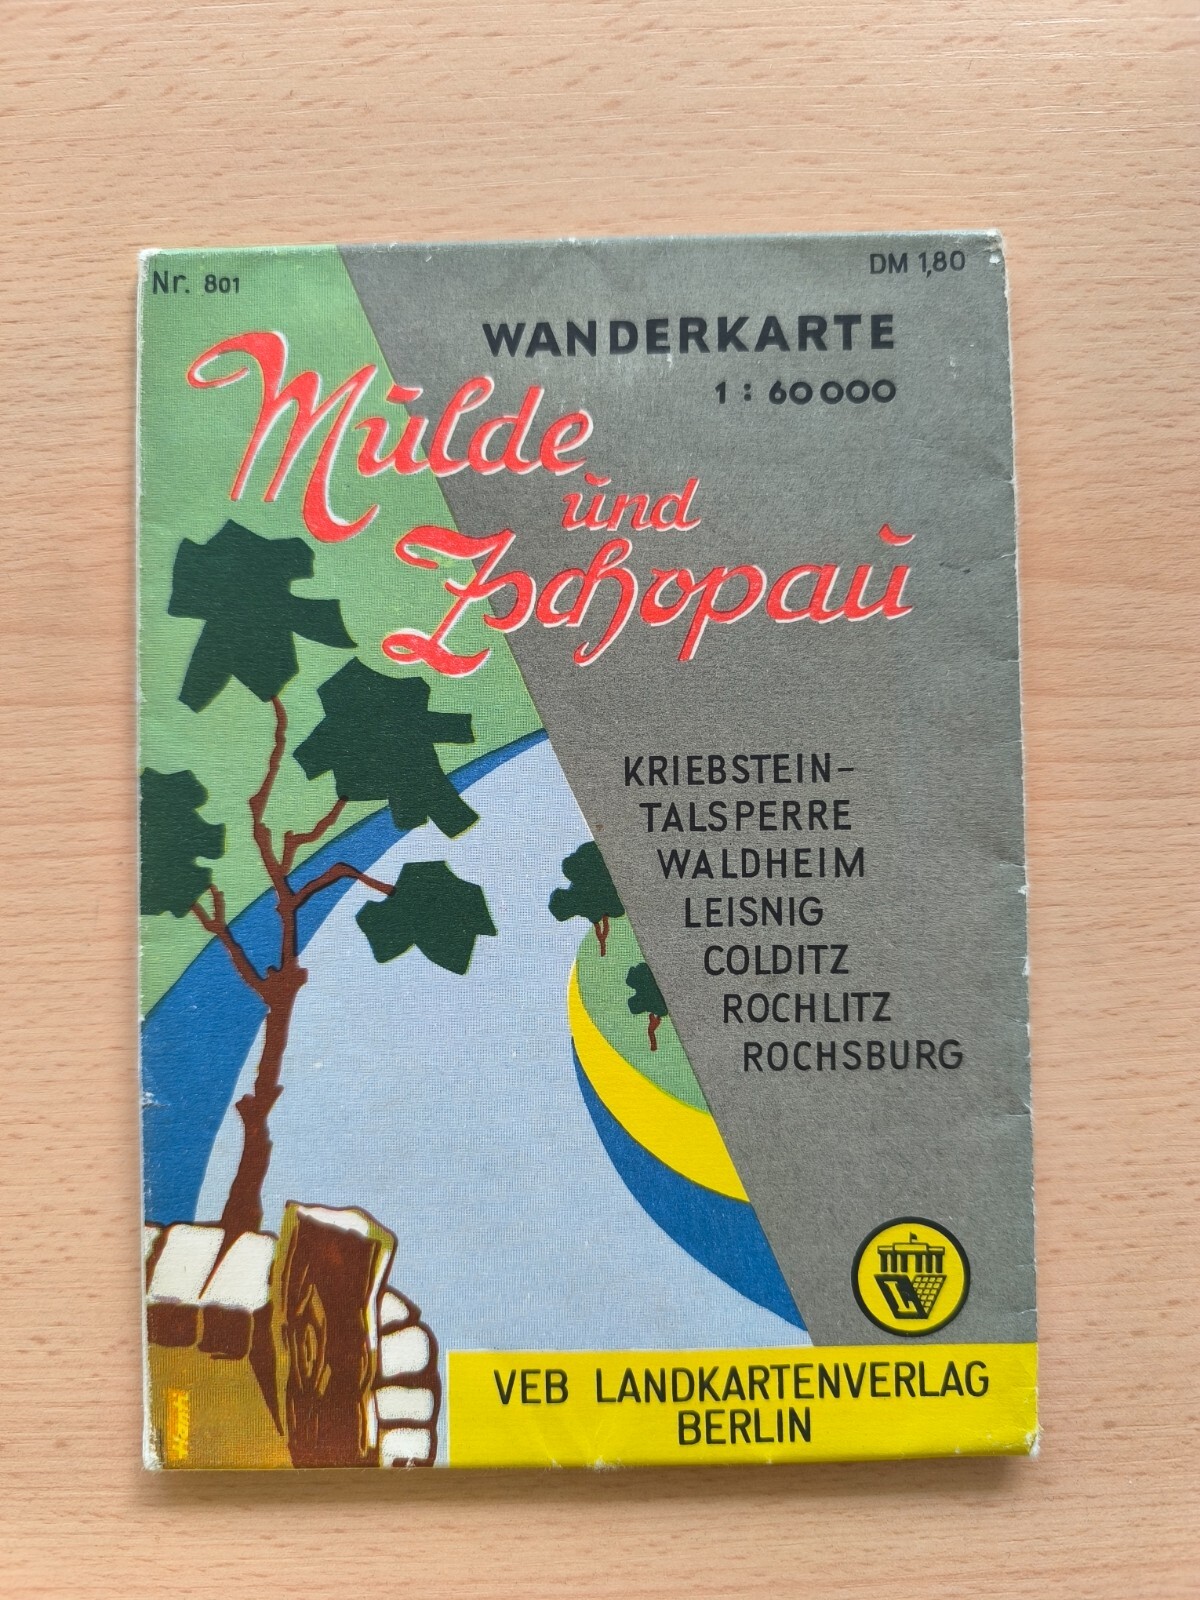 Nr. 801
DM 1,80
WANDERKARTE
1 : 60 000
Mulde
und
Zschopau
KRIEBSTEIN-
TALSPERRE
WALDHEIM
LEISNIG
COLDITZ
ROCHLITZ
ROCHSBURG
L
VEB LANDKARTENVERLAG
BERLIN